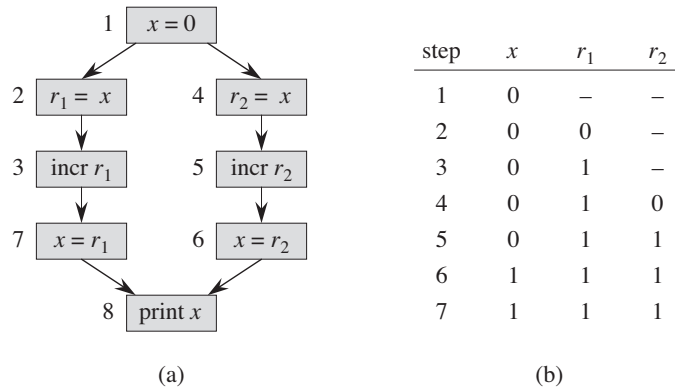 1 x = 0
2 r1 = x 4 r2 = x
3 incr r1 5 incr r2
7 x = r1 6 x = r2
8 print x
(a)
step x r1 r2
1 0 – –
2 0 0 –
3 0 1 –
4 0 1 0
5 0 1 1
6 1 1 1
7 1 1 1
(b)